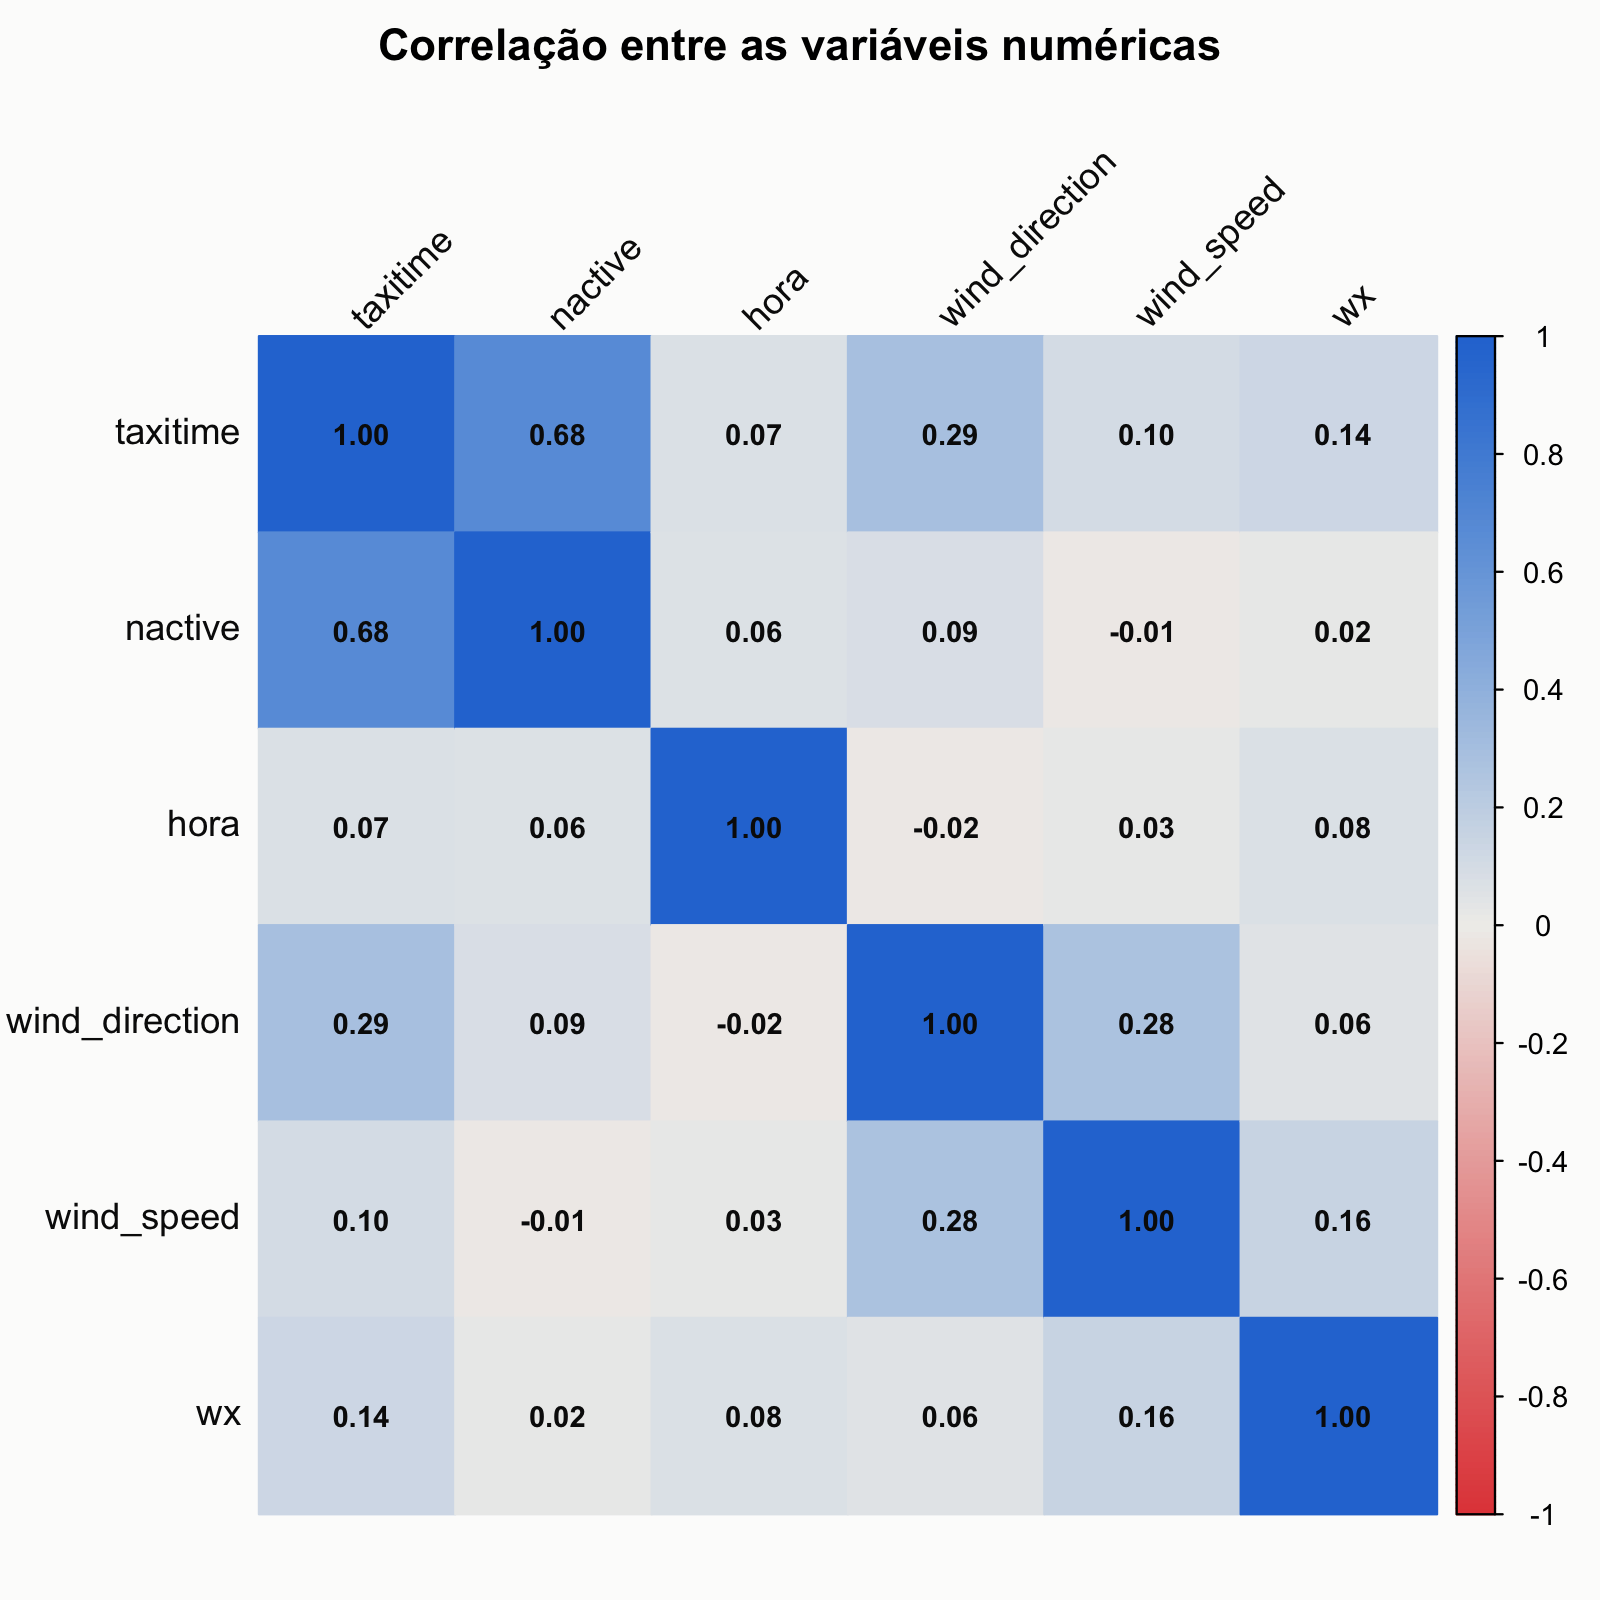 Correlação entre as variáveis numéricas
taxitime nactive hora wind_direction wind_speed wx
taxitime 1.00 0.68 0.07 0.29 0.10 0.14
nactive 0.68 1.00 0.06 0.09 -0.01 0.02
hora 0.07 0.06 1.00 -0.02 0.03 0.08
wind_direction 0.29 0.09 -0.02 1.00 0.28 0.06
wind_speed 0.10 -0.01 0.03 0.28 1.00 0.16
wx 0.14 0.02 0.08 0.06 0.16 1.00
1
0.8
0.6
0.4
0.2
0
-0.2
-0.4
-0.6
-0.8
-1